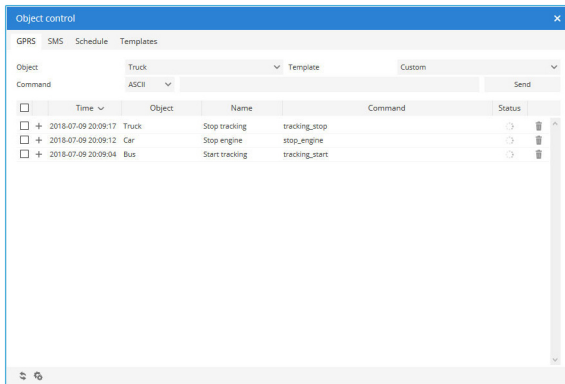 Object control
GPRS SMS Schedule Templates
Object Truck Template Custom
Command ASCII Send
Time Object Name Command Status
2018-07-09 20:09:17 Truck Stop tracking tracking_stop
2018-07-09 20:09:12 Car Stop engine stop_engine
2018-07-09 20:09:04 Bus Start tracking tracking_start